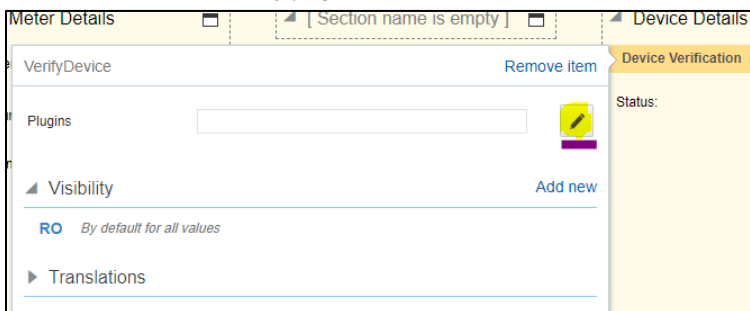 Meter Details
[ Section name is empty ]
Device Details
VerifyDevice
Remove item
Device Verification
Plugins
Status:
Visibility
Add new
RO By default for all values
Translations